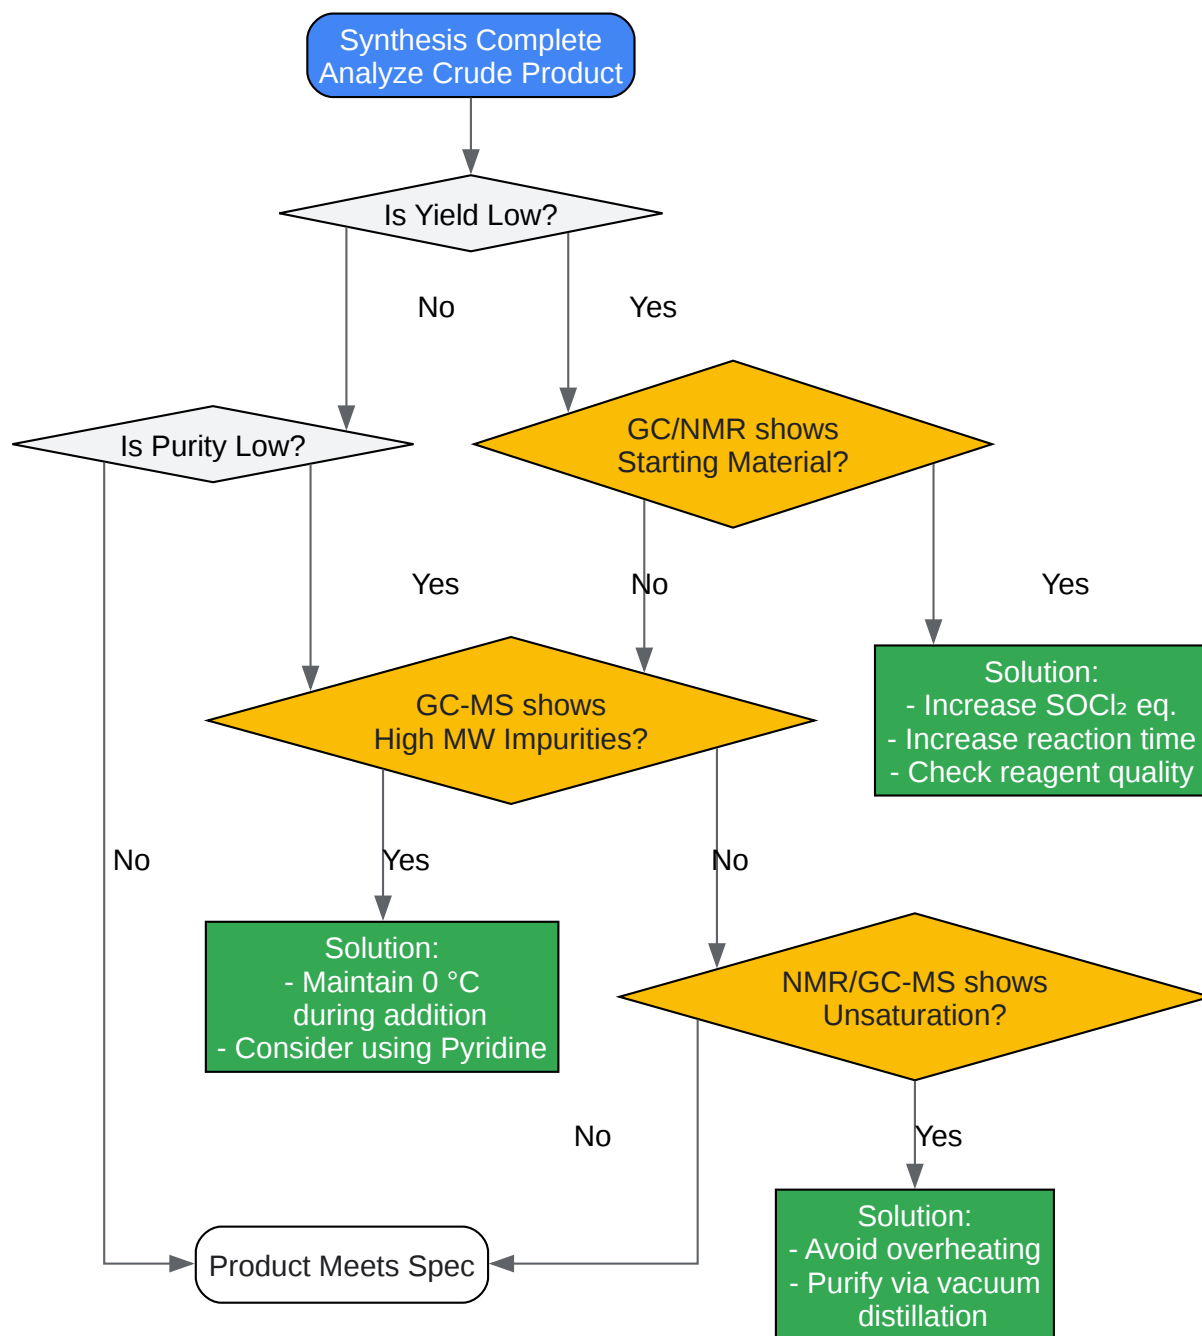 Synthesis Complete
Analyze Crude Product
Is Yield Low?
No
Yes
Is Purity Low?
GC/NMR shows
Starting Material?
Yes
No
Yes
GC-MS shows
High MW Impurities?
Solution:
- Increase SOCl₂ eq.
- Increase reaction time
- Check reagent quality
No
Yes
No
Solution:
- Maintain 0 °C
during addition
- Consider using Pyridine
NMR/GC-MS shows
Unsaturation?
No
Yes
Product Meets Spec
Solution:
- Avoid overheating
- Purify via vacuum
distillation